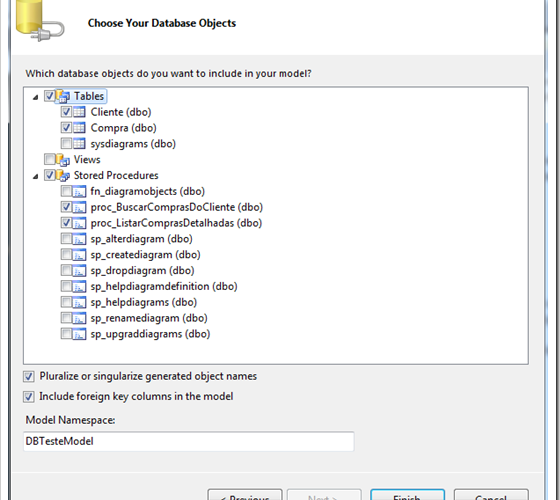 Choose Your Database Objects
Which database objects do you want to include in your model?
Tables
Cliente (dbo)
Compra (dbo)
sysdiagrams (dbo)
Views
Stored Procedures
fn_diagramobjects (dbo)
proc_BuscarComprasDoCliente (dbo)
proc_ListarComprasDetalhadas (dbo)
sp_alterdiagram (dbo)
sp_creatediagram (dbo)
sp_dropdiagram (dbo)
sp_helpdiagramdefinition (dbo)
sp_helpdiagrams (dbo)
sp_renamediagram (dbo)
sp_upgraddiagrams (dbo)
Pluralize or singularize generated object names
Include foreign key columns in the model
Model Namespace:
DBTesteModel
< Previous Next > Finish Cancel